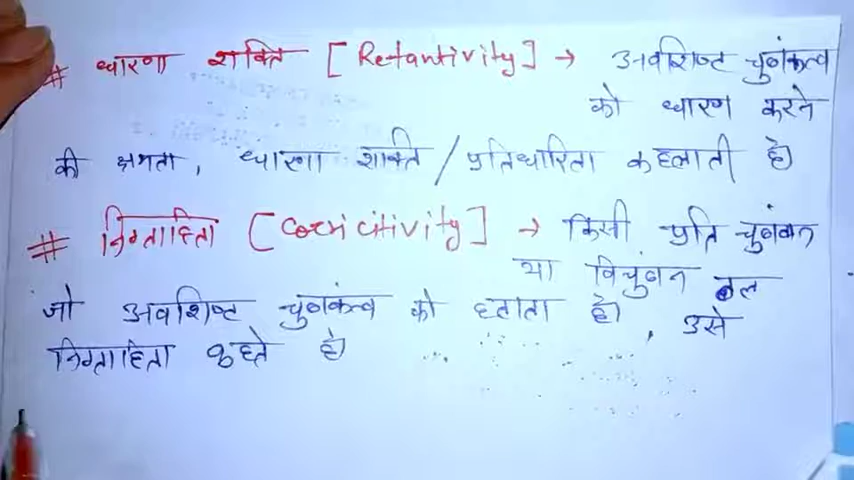 # धारणा शक्ति [Retantivity] → अवशिष्ट चुम्बकत्व
को धारण करने
की क्षमता, धारणा शक्ति / प्रतिधारिता कहलाती है।
# निग्राहिता [Coericitivity] → किसी प्रति चुम्बकन
या विचुंबन बल
जो अवशिष्ट चुम्बकत्व को हटाता है। , उसे
निग्राहिता कहते है।